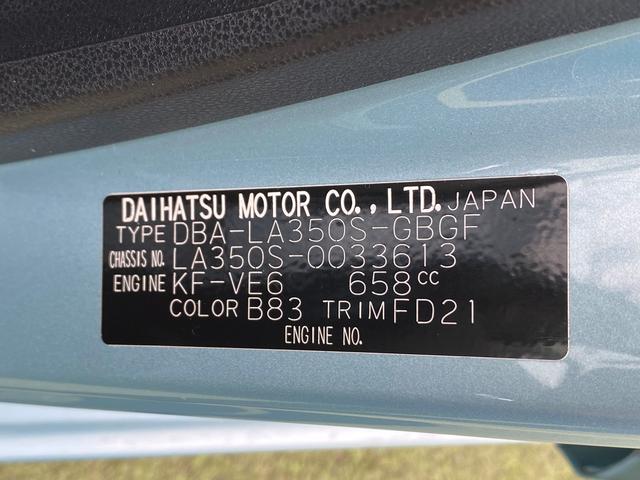 DAIHATSU MOTOR CO., LTD. JAPAN
TYPE DBA-LA350S-GBGF
CHASSIS NO. LA350S-0033613
ENGINE KF-VE6 658cc
COLOR B83 TRIM FD21
ENGINE NO.